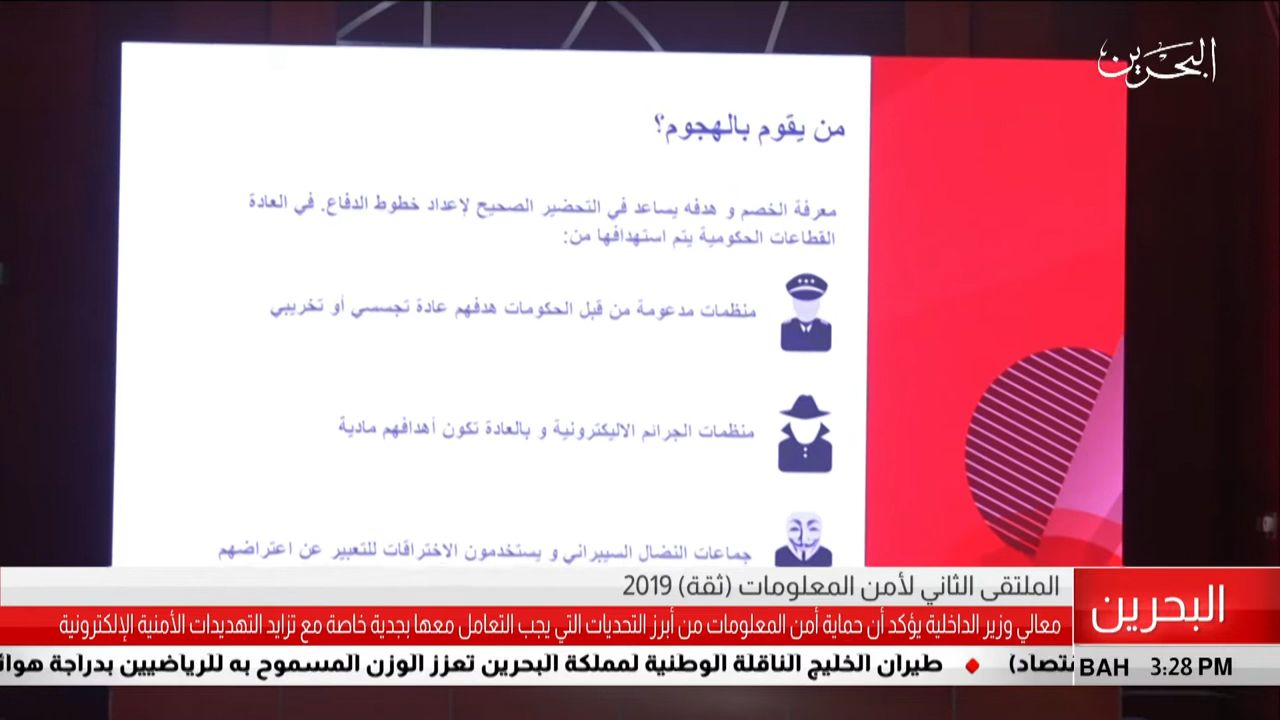 البحرين
من يقوم بالهجوم؟
معرفة الخصم و هدفه يساعد في التحضير الصحيح لإعداد خطوط الدفاع. في العادة
القطاعات الحكومية يتم استهدافها من:
منظمات مدعومة من قبل الحكومات هدفهم عادة تجسسي أو تخريبي
منظمات الجرائم الاليكترونية و بالعادة تكون أهدافهم مادية
جماعات النضال السيبراني و يستخدمون الاختراقات للتعبير عن اعتراضهم
الملتقى الثاني لأمن المعلومات (ثقة) 2019
البحرين
معالي وزير الداخلية يؤكد أن حماية أمن المعلومات من أبرز التحديات التي يجب التعامل معها بجدية خاصة مع تزايد التهديدات الأمنية الإلكترونية
طيران الخليج الناقلة الوطنية لمملكة البحرين تعزز الوزن المسموح به للرياضيين بدراجة
BAH 3:28 PM